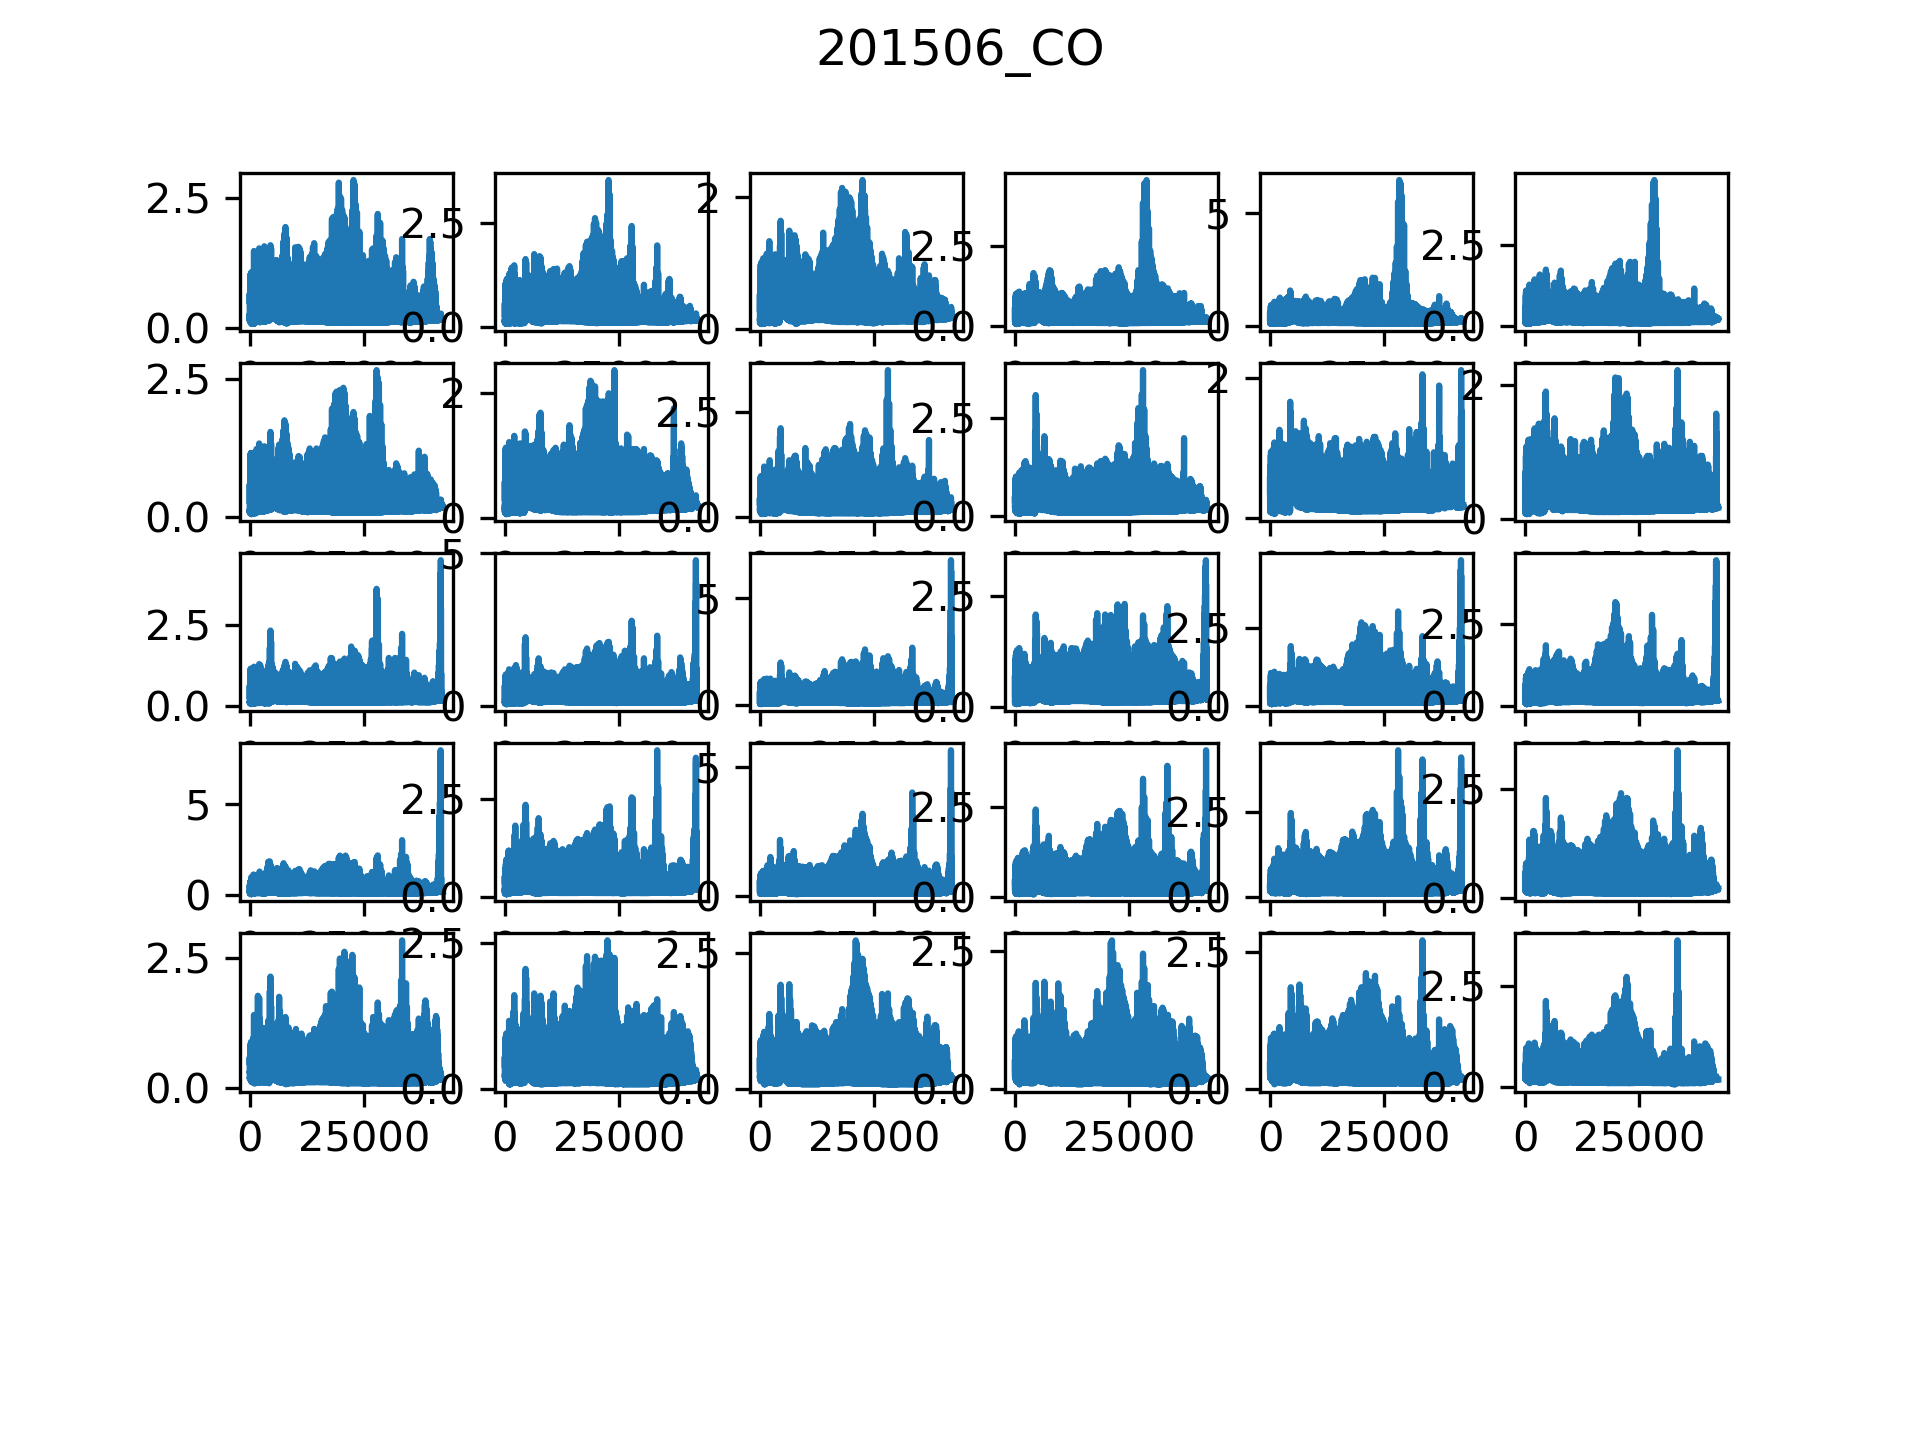 201506_CO
2.5 2.5 2 2.5 5 2.5
0.0 0.0 0 0.0 0 0.0
2.5 2 2.5 2.5 2 2
0.0 0 0.0 0.0 0 0
2.5 5 5 2.5 2.5 2.5
0.0 0 0 0.0 0.0 0.0
5 2.5 5 2.5 2.5 2.5
0 0.0 0 0.0 0.0 0.0
2.5 2.5 2.5 2.5 2.5 2.5
0.0 0.0 0.0 0.0 0.0 0.0
0 25000 0 25000 0 25000 0 25000 0 25000 0 25000